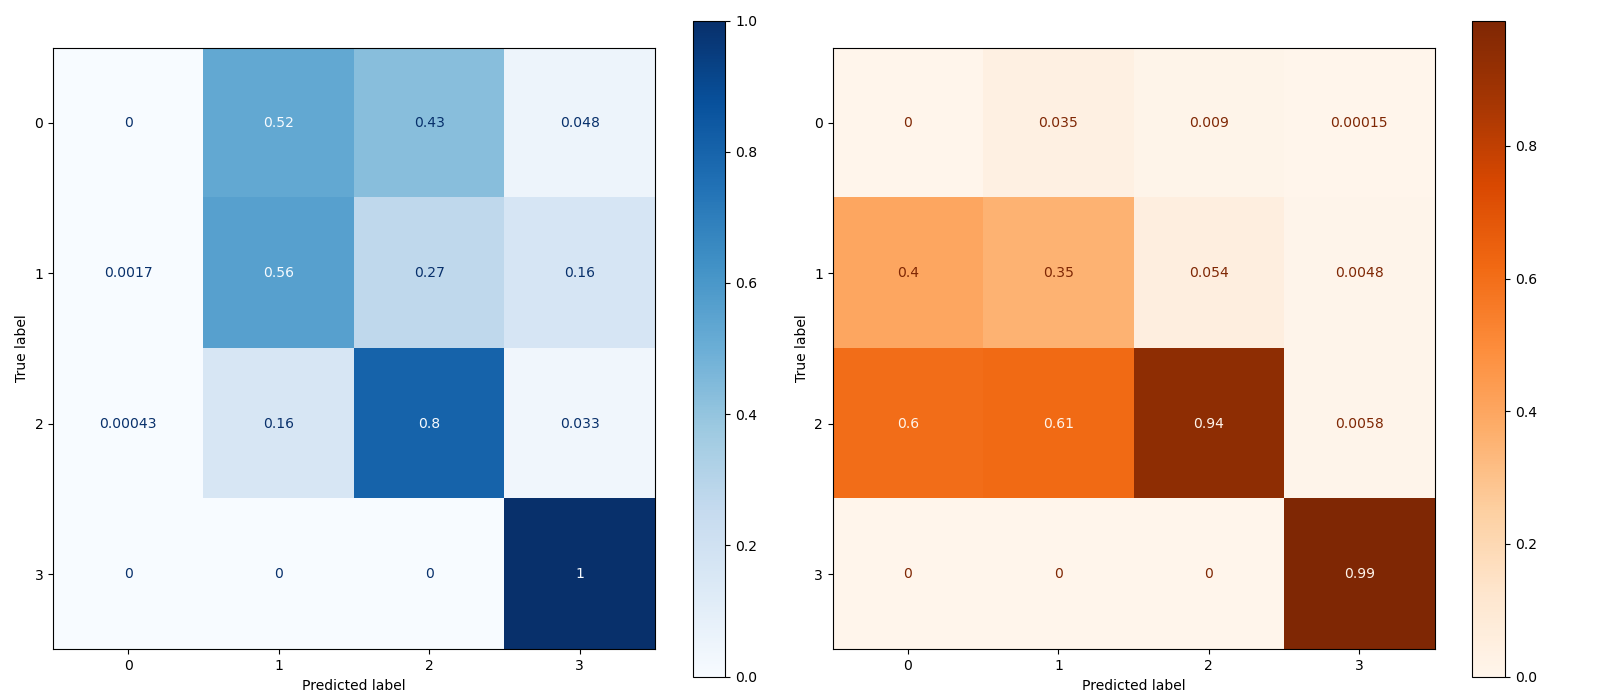 0 0 0.52 0.43 0.048
1 0.0017 0.56 0.27 0.16
2 0.00043 0.16 0.8 0.033
3 0 0 0 1
0 1 2 3
Predicted label
True label
1.0
0.8
0.6
0.4
0.2
0.0
0 0 0.035 0.009 0.00015
1 0.4 0.35 0.054 0.0048
2 0.6 0.61 0.94 0.0058
3 0 0 0 0.99
0 1 2 3
Predicted label
True label
0.8
0.6
0.4
0.2
0.0